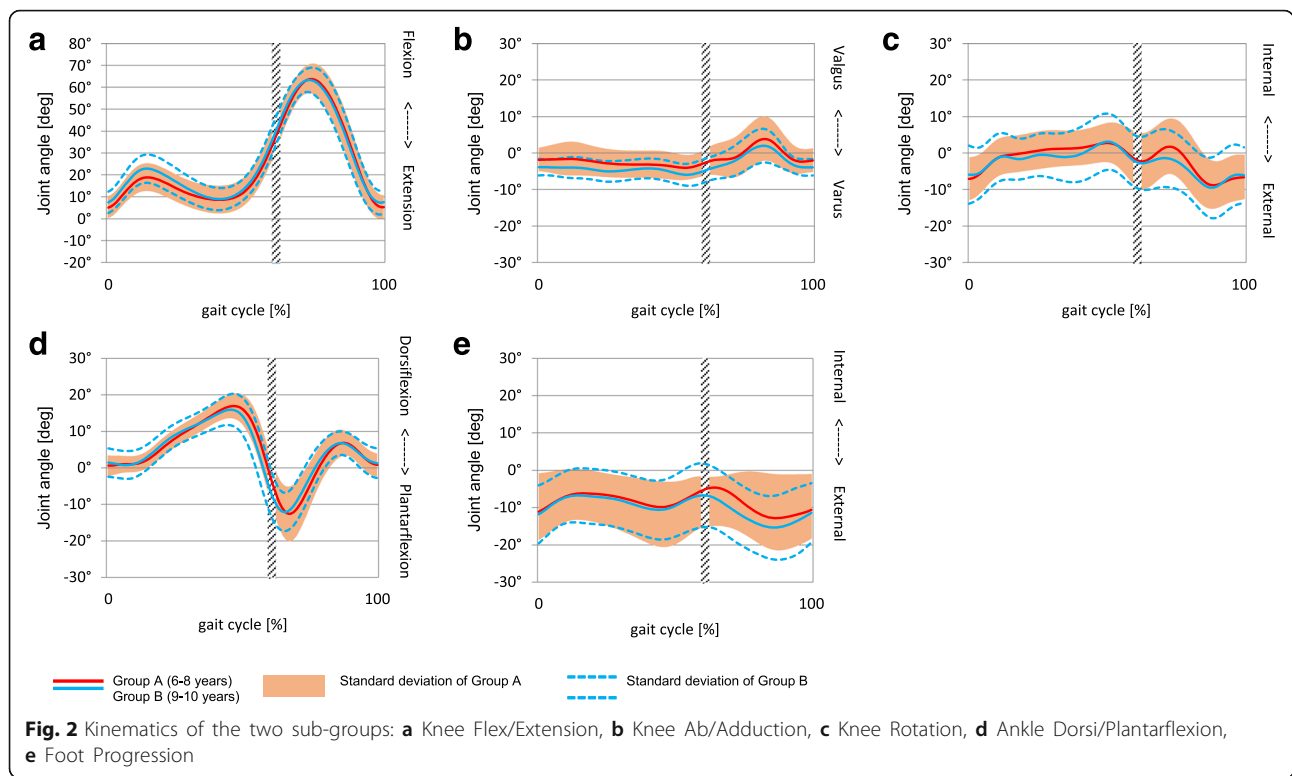 a
80°
70°
60°
50°
40°
30°
20°
10°
0°
-10°
-20°
Joint angle [deg]
0
100
gait cycle [%]
Flexion <-----> Extension
b
30°
20°
10°
0°
-10°
-20°
-30°
Joint angle [deg]
0
100
gait cycle [%]
Valgus <-----> Varus
c
30°
20°
10°
0°
-10°
-20°
-30°
Joint angle [deg]
0
100
gait cycle [%]
Internal <-----> External
d
30°
20°
10°
0°
-10°
-20°
-30°
Joint angle [deg]
0
100
gait cycle [%]
Dorsiflexion <-----> Plantarflexion
e
30°
20°
10°
0°
-10°
-20°
-30°
Joint angle [deg]
0
100
gait cycle [%]
Internal <-----> External
Group A (6-8 years)
Group B (9-10 years)
Standard deviation of Group A
Standard deviation of Group B
Fig. 2 Kinematics of the two sub-groups: a Knee Flex/Extension, b Knee Ab/Adduction, c Knee Rotation, d Ankle Dorsi/Plantarflexion,
e Foot Progression